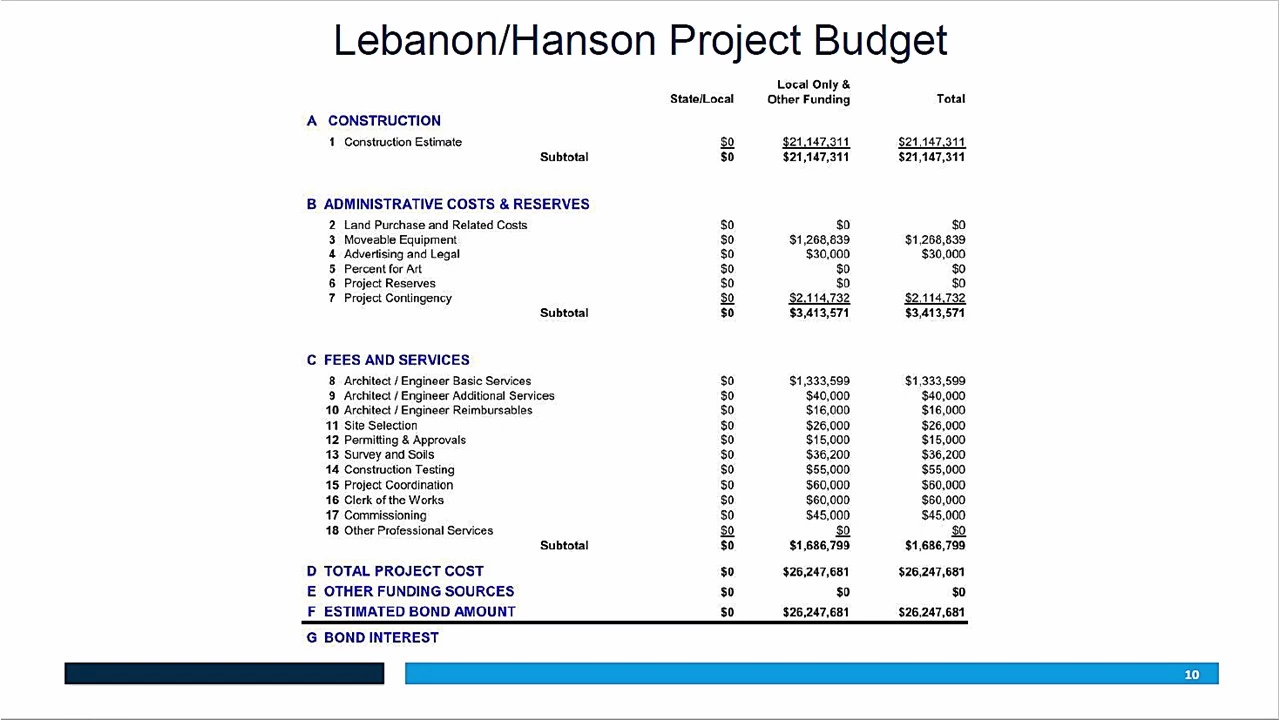 Lebanon/Hanson Project Budget
Local Only &
State/Local Other Funding Total
A CONSTRUCTION
1 Construction Estimate $0 $21,147,311 $21,147,311
Subtotal $0 $21,147,311 $21,147,311
B ADMINISTRATIVE COSTS & RESERVES
2 Land Purchase and Related Costs $0 $0 $0
3 Moveable Equipment $0 $1,268,839 $1,268,839
4 Advertising and Legal $0 $30,000 $30,000
5 Percent for Art $0 $0 $0
6 Project Reserves $0 $0 $0
7 Project Contingency $0 $2,114,732 $2,114,732
Subtotal $0 $3,413,571 $3,413,571
C FEES AND SERVICES
8 Architect / Engineer Basic Services $0 $1,333,599 $1,333,599
9 Architect / Engineer Additional Services $0 $40,000 $40,000
10 Architect / Engineer Reimbursables $0 $16,000 $16,000
11 Site Selection $0 $26,000 $26,000
12 Permitting & Approvals $0 $15,000 $15,000
13 Survey and Soils $0 $36,200 $36,200
14 Construction Testing $0 $55,000 $55,000
15 Project Coordination $0 $60,000 $60,000
16 Clerk of the Works $0 $60,000 $60,000
17 Commissioning $0 $45,000 $45,000
18 Other Professional Services $0 $0 $0
Subtotal $0 $1,686,799 $1,686,799
D TOTAL PROJECT COST $0 $26,247,681 $26,247,681
E OTHER FUNDING SOURCES $0 $0 $0
F ESTIMATED BOND AMOUNT $0 $26,247,681 $26,247,681
G BOND INTEREST
10